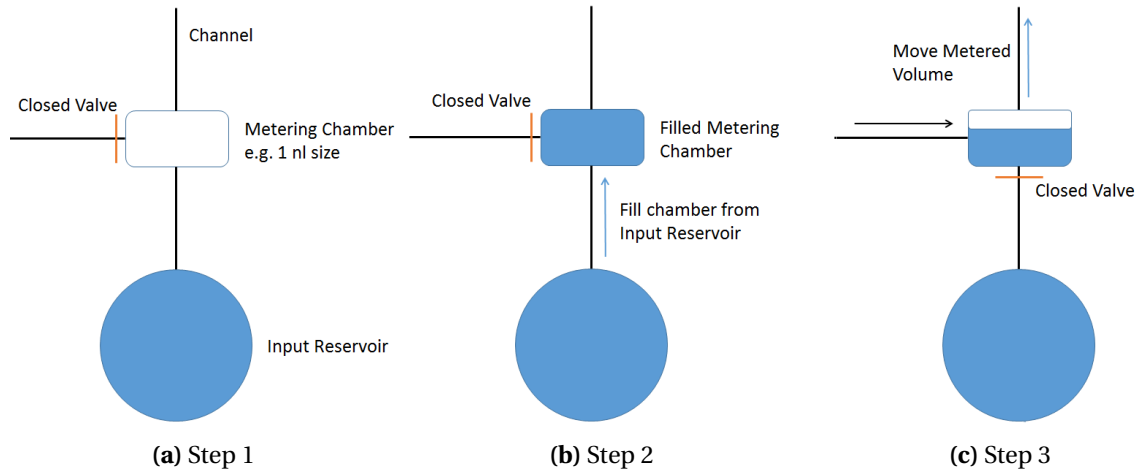 Channel
Closed Valve
Metering Chamber
e.g. 1 nl size
Input Reservoir
(a) Step 1
Closed Valve
Filled Metering
Chamber
Fill chamber from
Input Reservoir
(b) Step 2
Move Metered
Volume
Closed Valve
(c) Step 3